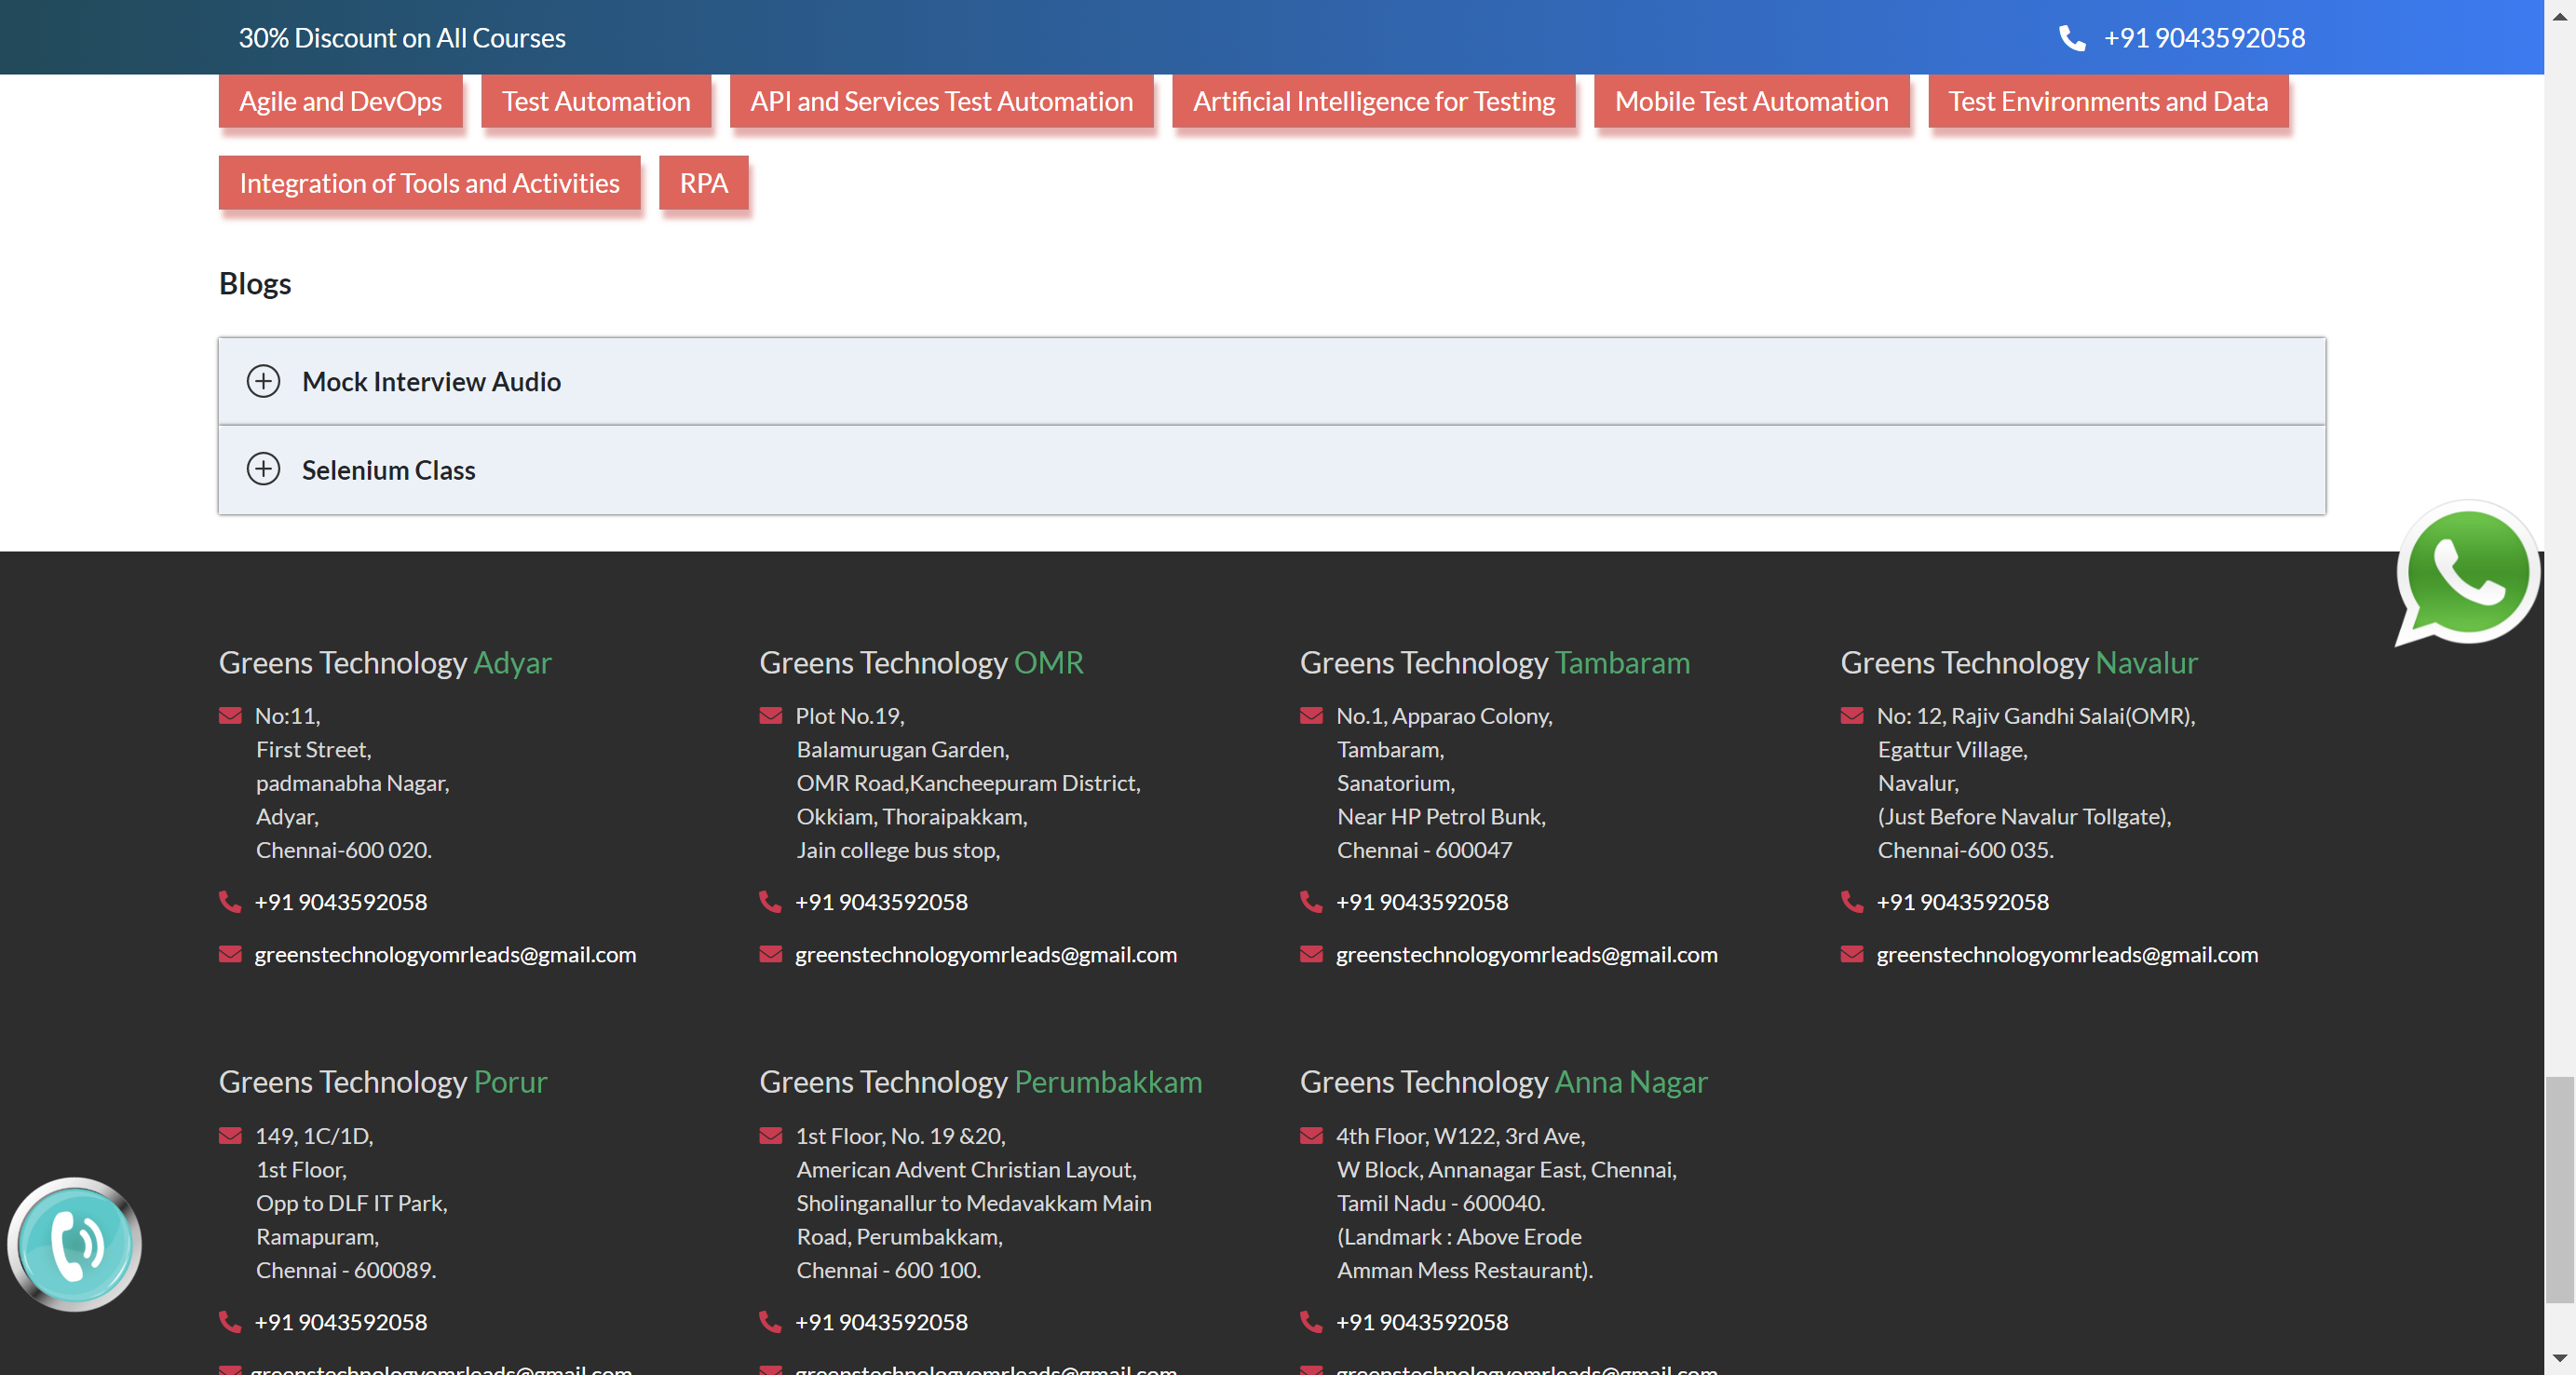 30% Discount on All Courses
+91 9043592058
Agile and DevOps
Test Automation
API and Services Test Automation
Artificial Intelligence for Testing
Mobile Test Automation
Test Environments and Data
Integration of Tools and Activities
RPA
Blogs
Mock Interview Audio
Selenium Class
Greens Technology Adyar
No:11,
First Street,
padmanabha Nagar,
Adyar,
Chennai-600 020.
+91 9043592058
greenstechnologyomrleads@gmail.com
Greens Technology OMR
Plot No.19,
Balamurugan Garden,
OMR Road,Kancheepuram District,
Okkiam, Thoraipakkam,
Jain college bus stop,
+91 9043592058
greenstechnologyomrleads@gmail.com
Greens Technology Tambaram
No.1, Apparao Colony,
Tambaram,
Sanatorium,
Near HP Petrol Bunk,
Chennai - 600047
+91 9043592058
greenstechnologyomrleads@gmail.com
Greens Technology Navalur
No: 12, Rajiv Gandhi Salai(OMR),
Egattur Village,
Navalur,
(Just Before Navalur Tollgate),
Chennai-600 035.
+91 9043592058
greenstechnologyomrleads@gmail.com
Greens Technology Porur
149, 1C/1D,
1st Floor,
Opp to DLF IT Park,
Ramapuram,
Chennai - 600089.
+91 9043592058
greenstechnologyomrleads@gmail.com
Greens Technology Perumbakkam
1st Floor, No. 19 &20,
American Advent Christian Layout,
Sholinganallur to Medavakkam Main
Road, Perumbakkam,
Chennai - 600 100.
+91 9043592058
greenstechnologyomrleads@gmail.com
Greens Technology Anna Nagar
4th Floor, W122, 3rd Ave,
W Block, Annanagar East, Chennai,
Tamil Nadu - 600040.
(Landmark : Above Erode
Amman Mess Restaurant).
+91 9043592058
greenstechnologyomrleads@gmail.com